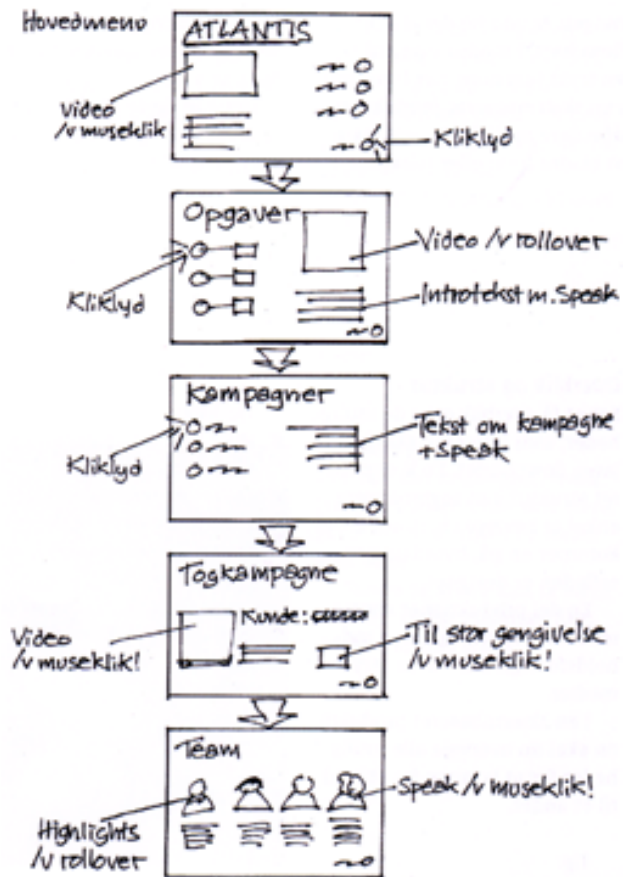 Hovedmenu
ATLANTIS
Video
/v museklik
Kliklyd
Opgaver
Video /v rollover
Kliklyd
Introtekst m. Speak
Kampagner
Kliklyd
Tekst om kampagne
+ Speak
Togkampagne
Kunde:
Video
/v museklik!
Til stor gengivelse
/v museklik!
Team
Speak /v museklik!
Highlights
/v rollover